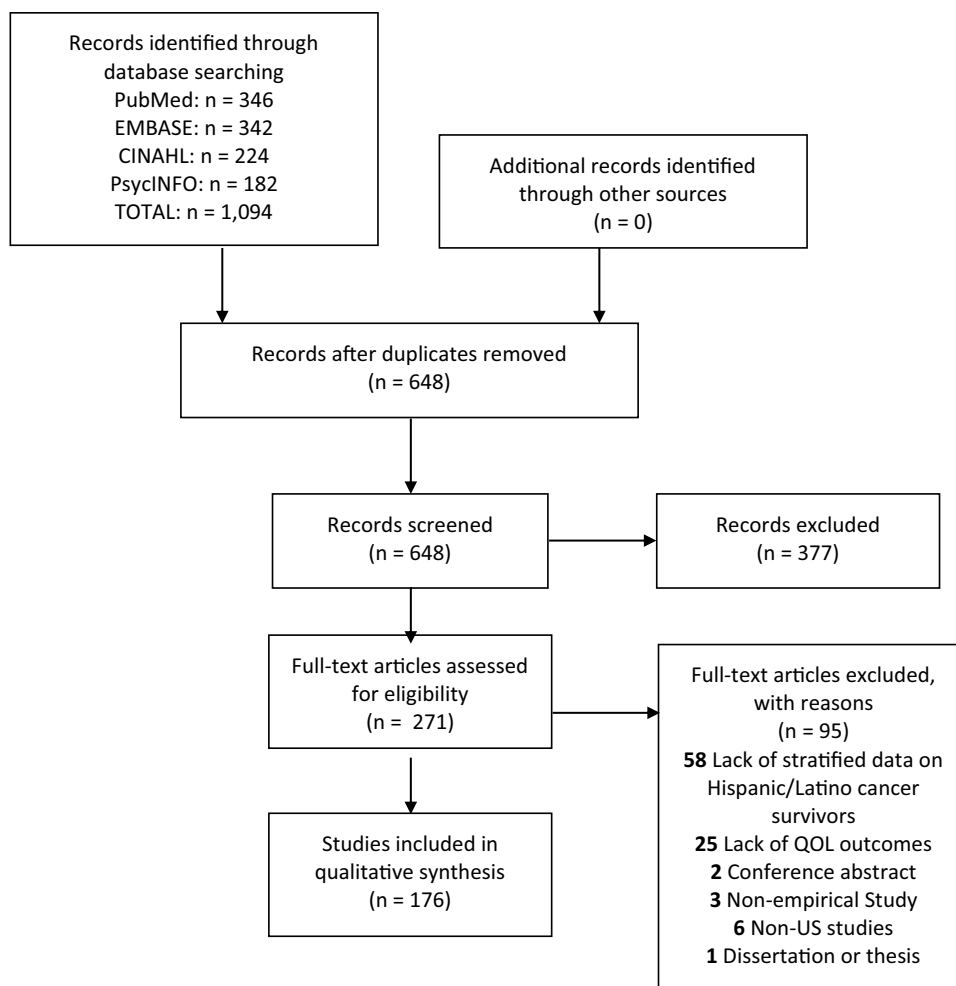 Records identified through
database searching
PubMed: n = 346
EMBASE: n = 342
CINAHL: n = 224
PsycINFO: n = 182
TOTAL: n = 1,094
Additional records identified
through other sources
(n = 0)
Records after duplicates removed
(n = 648)
Records screened
(n = 648)
Records excluded
(n = 377)
Full-text articles assessed
for eligibility
(n = 271)
Full-text articles excluded,
with reasons
(n = 95)
58 Lack of stratified data on
Hispanic/Latino cancer
survivors
25 Lack of QOL outcomes
2 Conference abstract
3 Non-empirical Study
6 Non-US studies
1 Dissertation or thesis
Studies included in
qualitative synthesis
(n = 176)